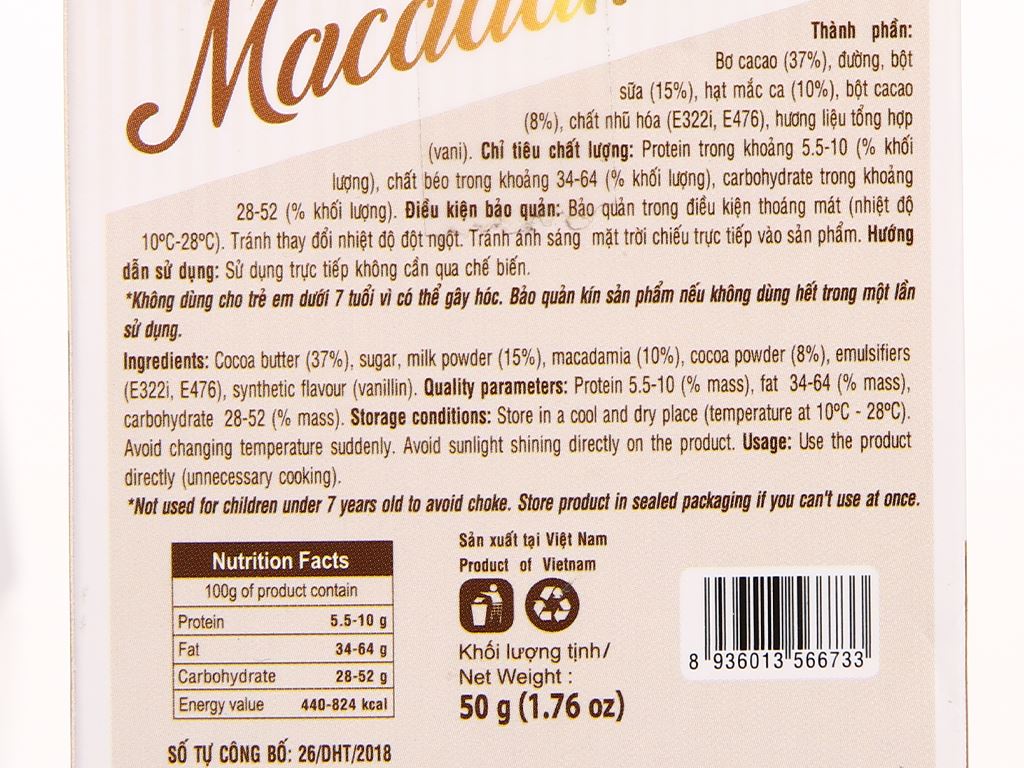 Thành phần:
Bơ cacao (37%), đường, bột
sữa (15%), hạt mắc ca (10%), bột cacao
(8%), chất nhũ hóa (E322i, E476), hương liệu tổng hợp
(vani). Chỉ tiêu chất lượng: Protein trong khoảng 5.5-10 (% khối
lượng), chất béo trong khoảng 34-64 (% khối lượng), carbohydrate trong khoảng
28-52 (% khối lượng). Điều kiện bảo quản: Bảo quản trong điều kiện thoáng mát (nhiệt độ
10ºC-28ºC). Tránh thay đổi nhiệt độ đột ngột. Tránh ánh sáng mặt trời chiếu trực tiếp vào sản phẩm. Hướng
dẫn sử dụng: Sử dụng trực tiếp không cần qua chế biến.
*Không dùng cho trẻ em dưới 7 tuổi vì có thể gây hóc. Bảo quản kín sản phẩm nếu không dùng hết trong một lần
sử dụng.
Ingredients: Cocoa butter (37%), sugar, milk powder (15%), macadamia (10%), cocoa powder (8%), emulsifiers
(E322i, E476), synthetic flavour (vanillin). Quality parameters: Protein 5.5-10 (% mass), fat 34-64 (% mass),
carbohydrate 28-52 (% mass). Storage conditions: Store in a cool and dry place (temperature at 10ºC - 28ºC).
Avoid changing temperature suddenly. Avoid sunlight shining directly on the product. Usage: Use the product
directly (unnecessary cooking).
*Not used for children under 7 years old to avoid choke. Store product in sealed packaging if you can't use at once.
Nutrition Facts
100g of product contain
Protein 5.5-10 g
Fat 34-64 g
Carbohydrate 28-52 g
Energy value 440-824 kcal
SỐ TỰ CÔNG BỐ: 26/DHT/2018
Sản xuất tại Việt Nam
Product of Vietnam
Khối lượng tịnh/
Net Weight :
50 g (1.76 oz)
8 936013 566733